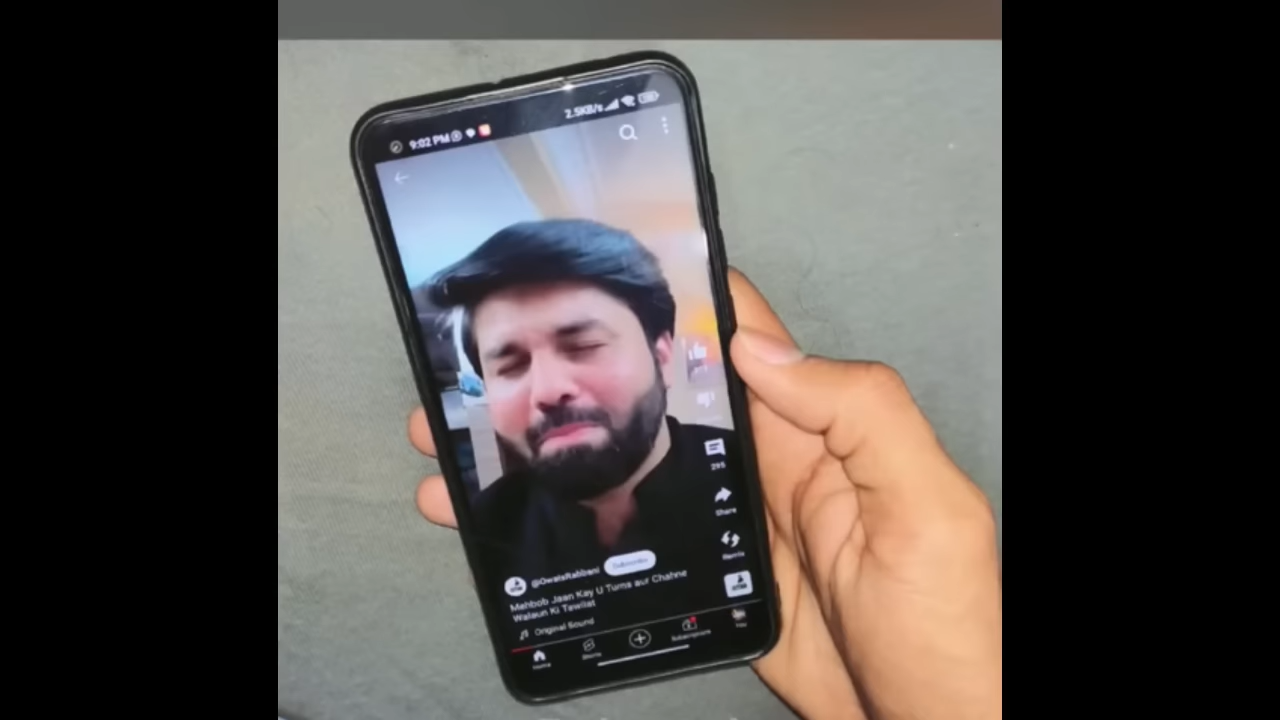 9:02 PM
2.5KB/s
295
Share
Remix
@OwaisRabbani
Subscribe
Mehbob Jaan Kay U Turns aur Chahne
Walaun Ki Tawilat
Original Sound
Home
Shorts
Subscriptions
You